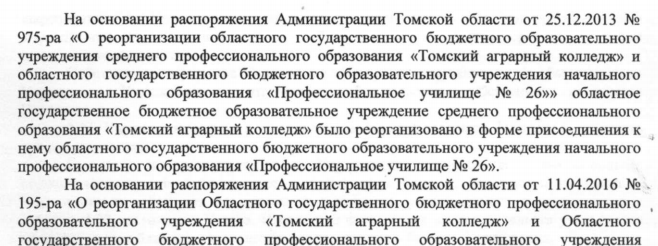 На основании распоряжения Администрации Томской области от 25.12.2013 №
975-ра «О реорганизации областного государственного бюджетного образовательного
учреждения среднего профессионального образования «Томский аграрный колледж» и
областного государственного бюджетного образовательного учреждения начального
профессионального образования «Профессиональное училище № 26»» областное
государственное бюджетное образовательное учреждение среднего профессионального
образования «Томский аграрный колледж» было реорганизовано в форме присоединения к
нему областного государственного бюджетного образовательного учреждения начального
профессионального образования «Профессиональное училище № 26».
На основании распоряжения Администрации Томской области от 11.04.2016 №
195-ра «О реорганизации Областного государственного бюджетного профессионального
образовательного учреждения «Томский аграрный колледж» и Областного
государственного бюджетного профессионального образовательного учреждения